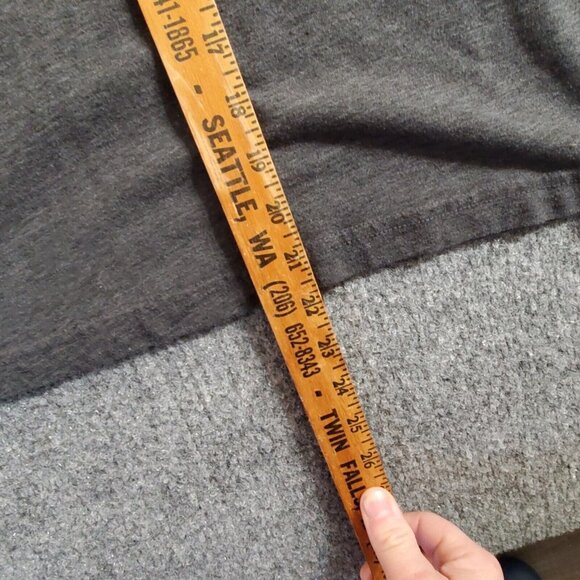 41-1865 - SEATTLE, WA (206) 652-8343 - TWIN FALLS,
17 18 19 20 21 22 23 24 25 26